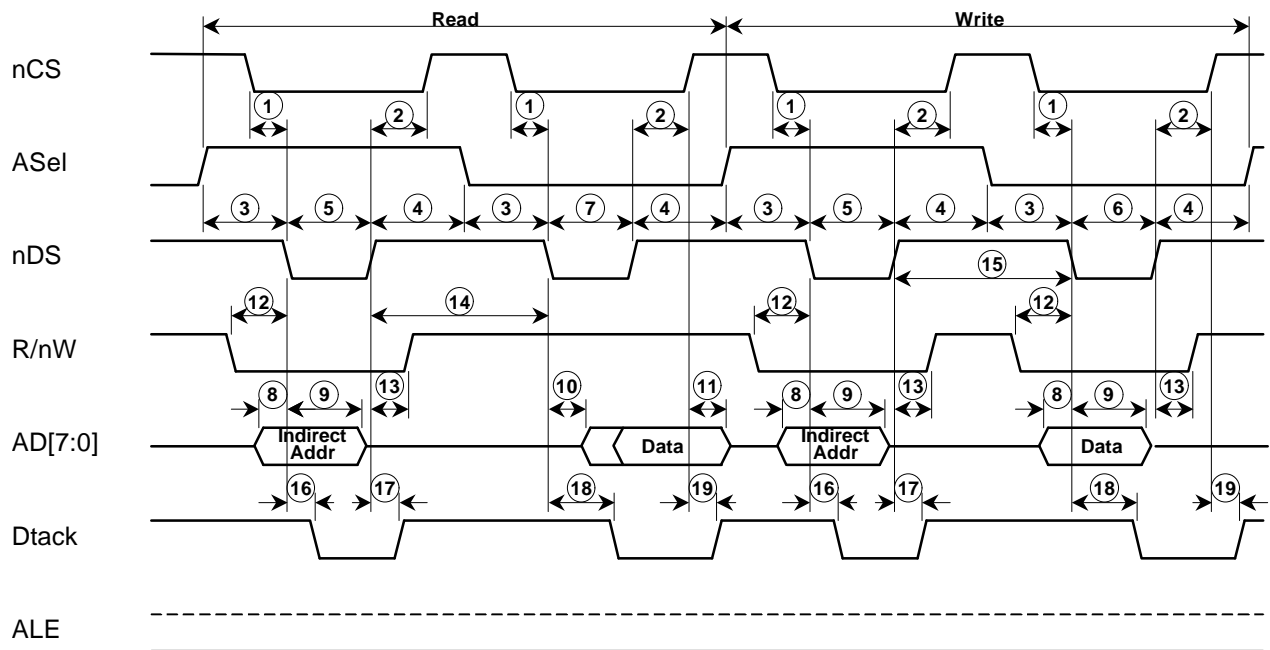 Read Write
nCS
① ② ① ② ① ② ① ②
ASel
③ ⑤ ④ ③ ⑦ ④ ③ ⑤ ④ ③ ⑥ ④
nDS
⑮
⑫ ⑭ ⑫ ⑫
R/nW
⑧ ⑨ ⑬ ⑩ ⑪ ⑧ ⑨ ⑬ ⑧ ⑨ ⑬
AD[7:0]
Indirect
Addr
Data
Indirect
Addr
Data
⑯ ⑰ ⑱ ⑲ ⑯ ⑰ ⑱ ⑲
Dtack
ALE